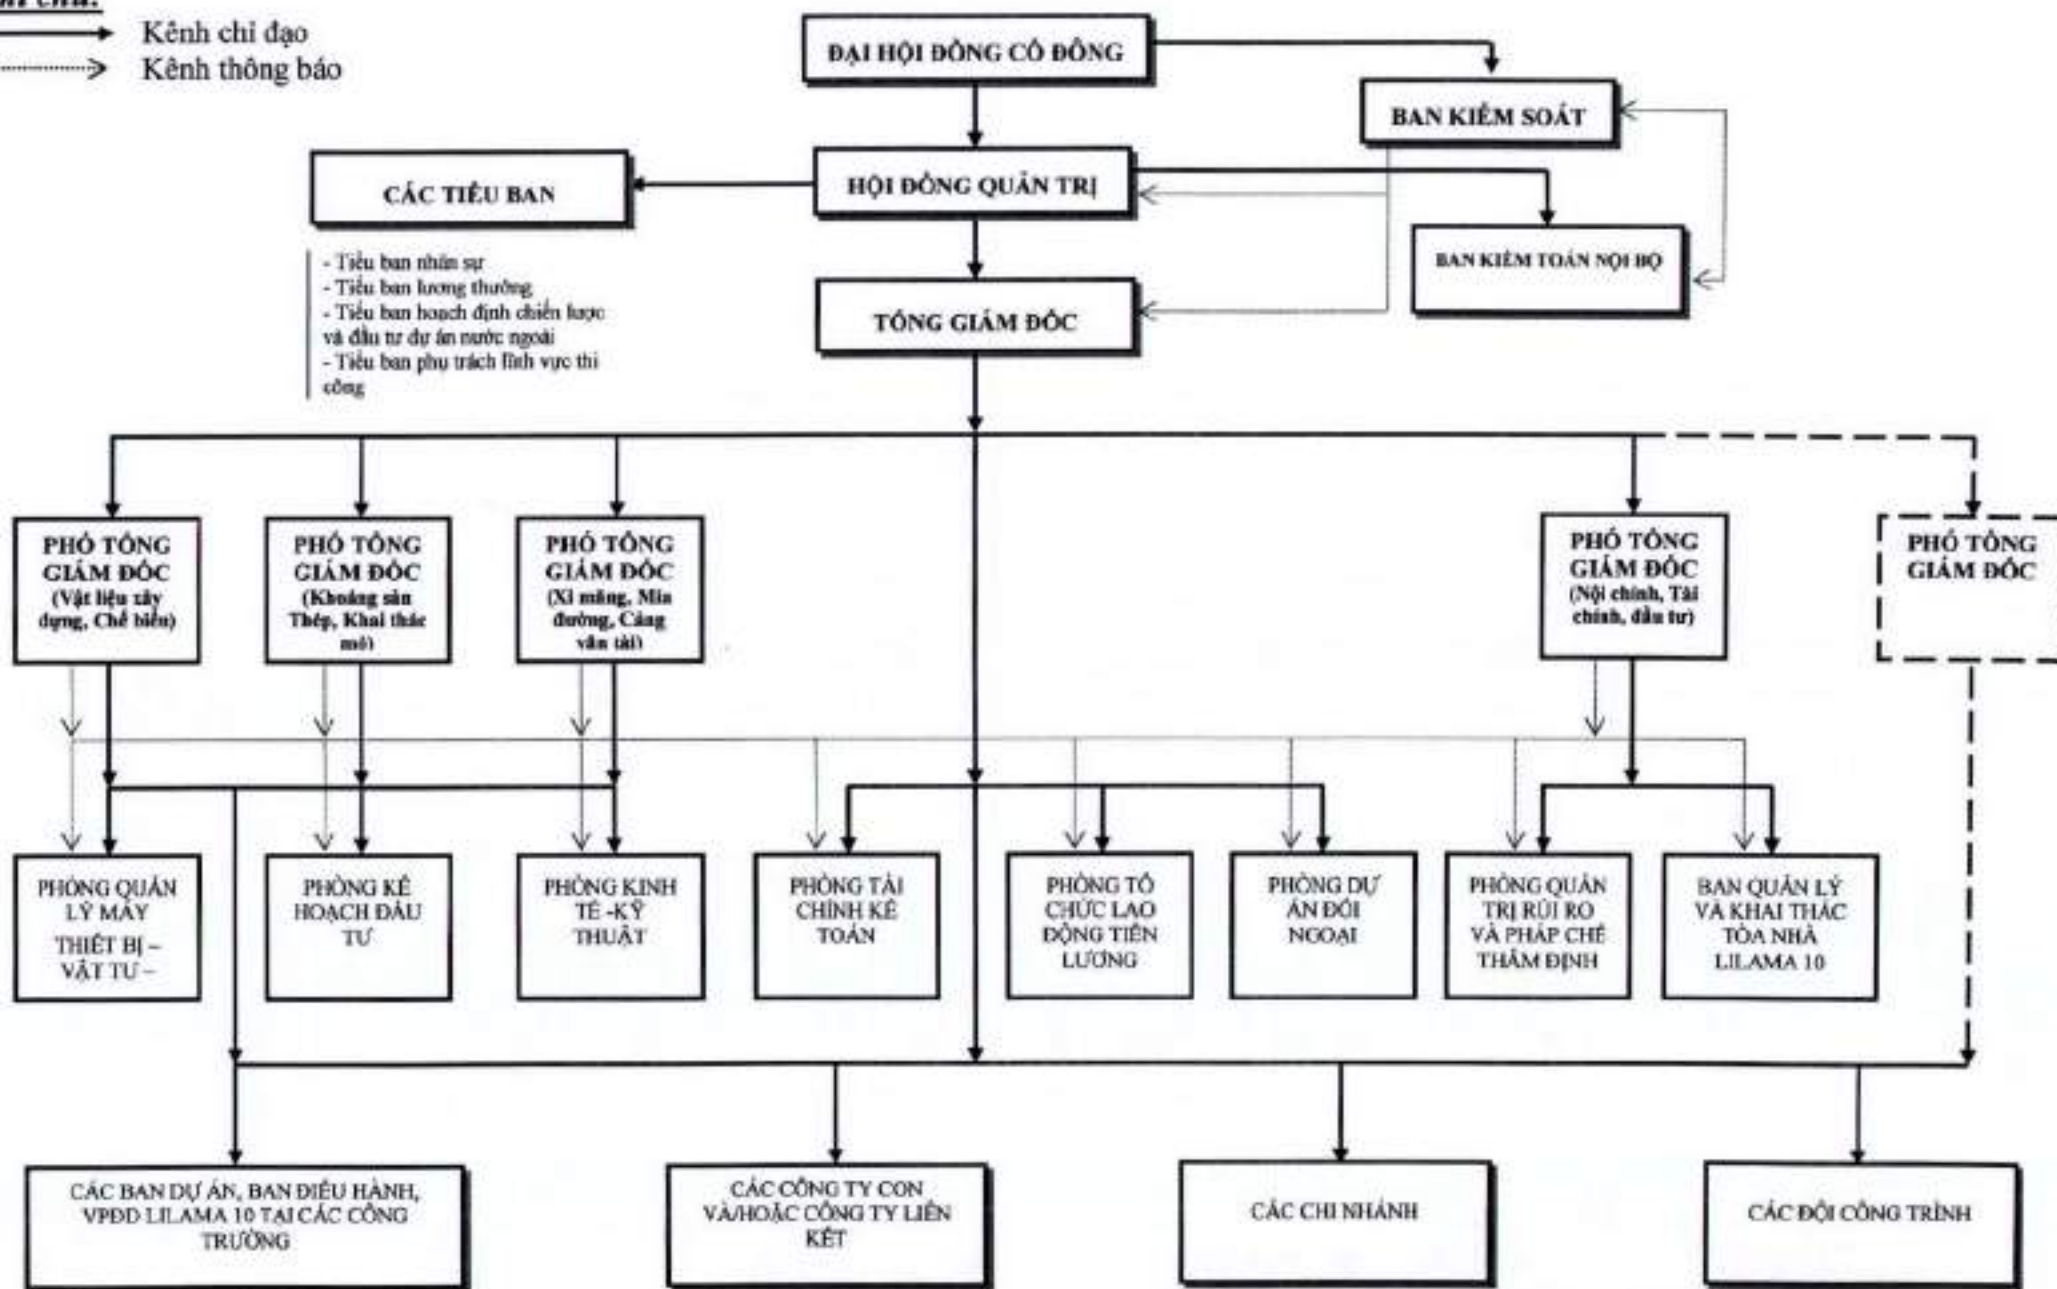 Kênh chỉ đạo
Kênh thông báo
ĐẠI HỘI ĐỒNG CỔ ĐÔNG
BAN KIỂM SOÁT
CÁC TIỂU BAN
HỘI ĐỒNG QUẢN TRỊ
BAN KIỂM TOÁN NỘI BỘ
- Tiểu ban nhân sự
- Tiểu ban lương thưởng
- Tiểu ban hoạch định chiến lược
và đầu tư dự án nước ngoài
- Tiểu ban phụ trách lĩnh vực thi
công
TỔNG GIÁM ĐỐC
PHÓ TỔNG
GIÁM ĐỐC
(Vật liệu xây
dựng, Chế biến)
PHÓ TỔNG
GIÁM ĐỐC
(Khoáng sản
Thép, Khai thác
mỏ)
PHÓ TỔNG
GIÁM ĐỐC
(Xi măng, Mía
đường, Cảng
vận tải)
PHÓ TỔNG
GIÁM ĐỐC
(Nội chính, Tài
chính, đầu tư)
PHÓ TỔNG
GIÁM ĐỐC
PHÒNG QUẢN
LÝ MÁY
THIẾT BỊ –
VẬT TƯ –
PHÒNG KẾ
HOẠCH ĐẦU
TƯ
PHÒNG KINH
TẾ -KỸ
THUẬT
PHÒNG TÀI
CHÍNH KẾ
TOÁN
PHÒNG TỔ
CHỨC LAO
ĐỘNG TIỀN
LƯƠNG
PHÒNG DỰ
ÁN ĐỐI
NGOẠI
PHÒNG QUẢN
TRỊ RỦI RO
VÀ PHÁP CHẾ
THẨM ĐỊNH
BAN QUẢN LÝ
VÀ KHAI THÁC
TÒA NHÀ
LILAMA 10
CÁC BAN DỰ ÁN, BAN ĐIỀU HÀNH,
VPĐD LILAMA 10 TẠI CÁC CÔNG
TRƯỜNG
CÁC CÔNG TY CON
VÀ/HOẶC CÔNG TY LIÊN
KẾT
CÁC CHI NHÁNH
CÁC ĐỘI CÔNG TRÌNH